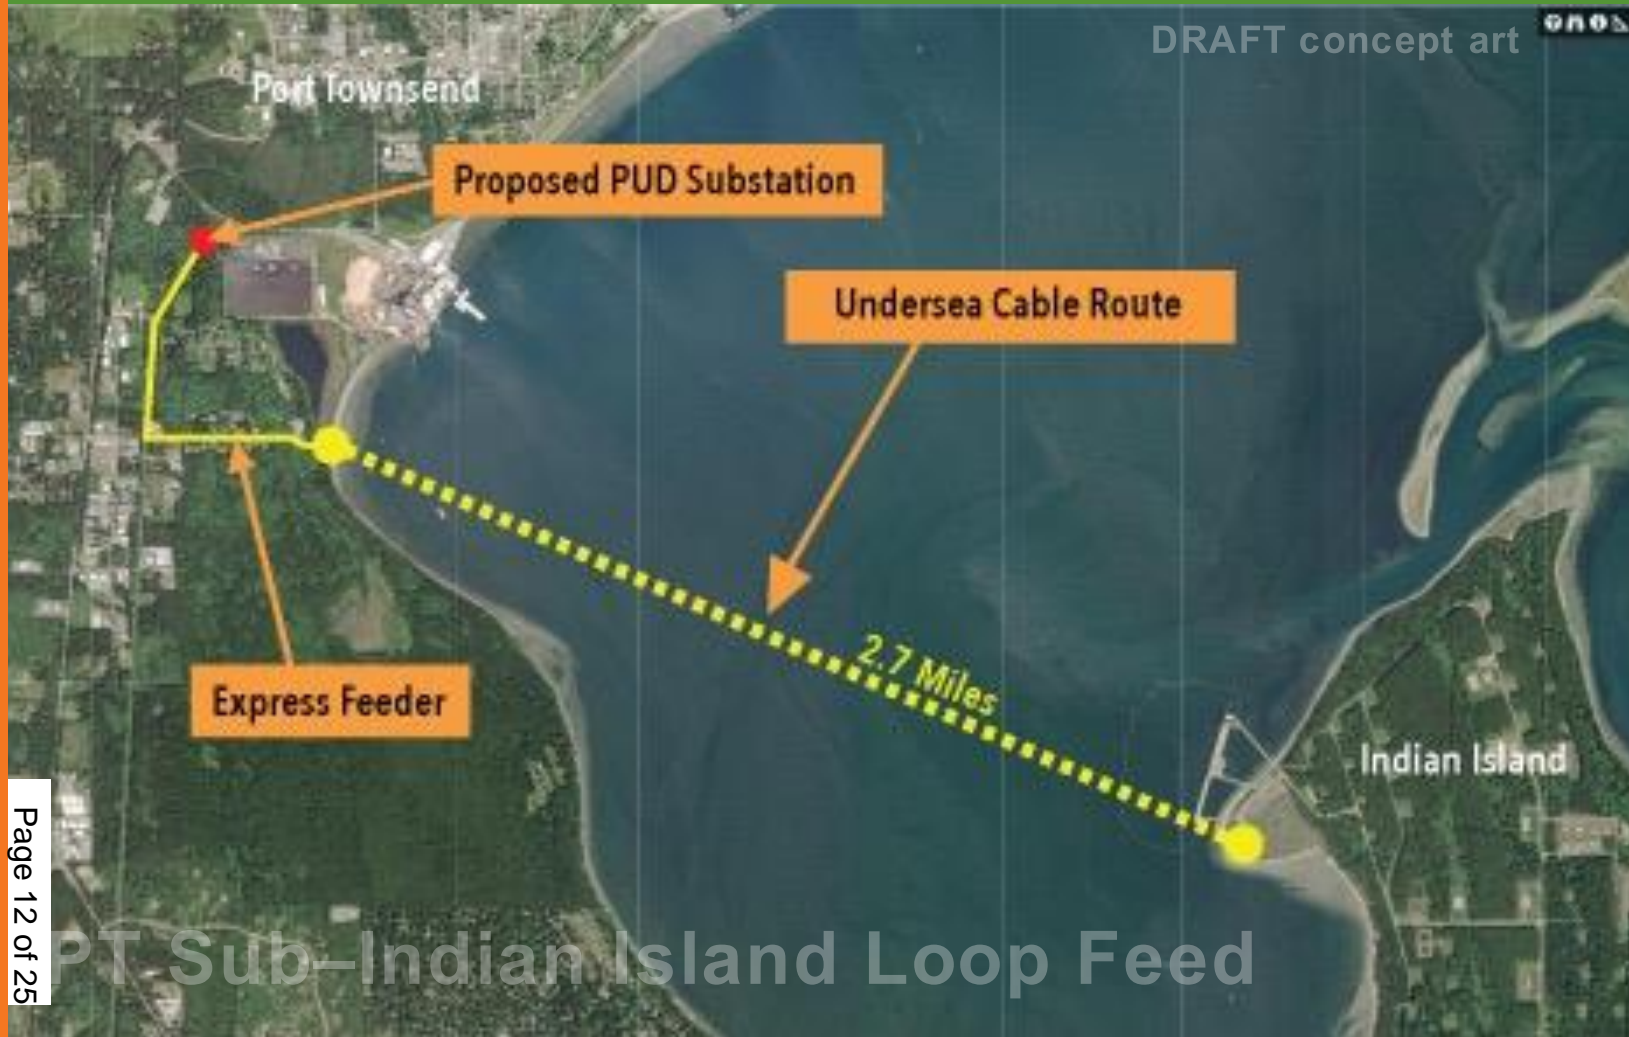 DRAFT concept art
Port Townsend
Proposed PUD Substation
Undersea Cable Route
2.7 Miles
Express Feeder
Indian Island
PT Sub–Indian Island Loop Feed
Page 12 of 25